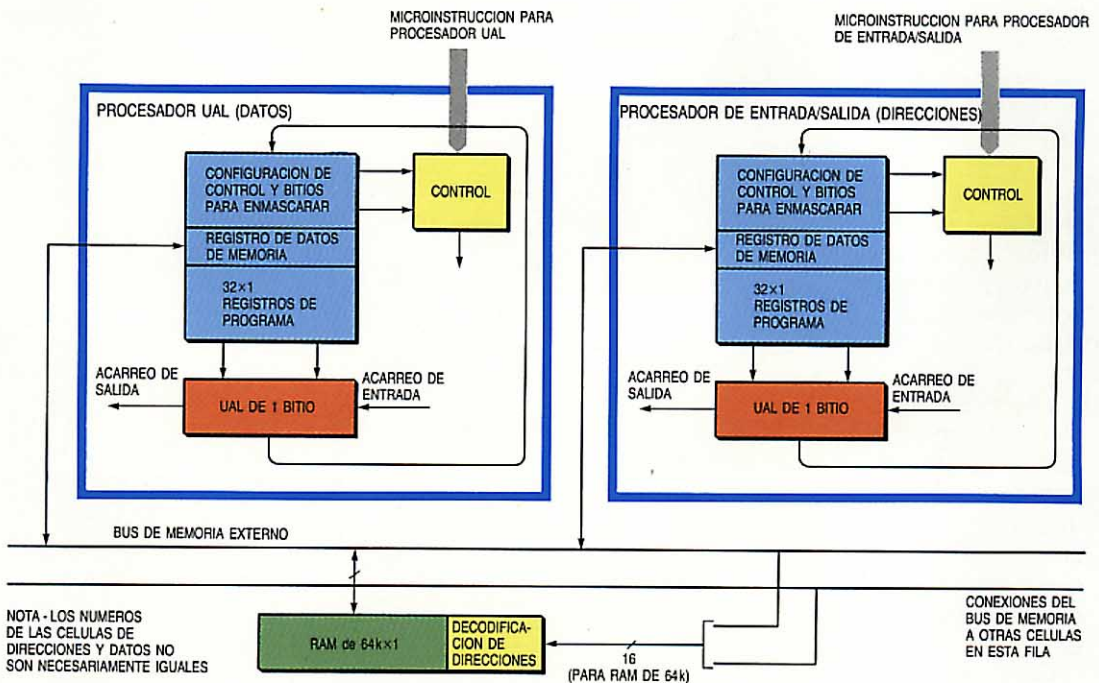 MICROINSTRUCCION PARA
PROCESADOR UAL
MICROINSTRUCCION PARA PROCESADOR
DE ENTRADA/SALIDA
PROCESADOR UAL (DATOS)
CONFIGURACION DE
CONTROL Y BITIOS
PARA ENMASCARAR
CONTROL
REGISTRO DE DATOS
DE MEMORIA
32×1
REGISTROS DE
PROGRAMA
ACARREO DE
SALIDA
UAL DE 1 BITIO
ACARREO DE
ENTRADA
PROCESADOR DE ENTRADA/SALIDA (DIRECCIONES)
CONFIGURACION DE
CONTROL Y BITIOS
PARA ENMASCARAR
CONTROL
REGISTRO DE DATOS
DE MEMORIA
32×1
REGISTROS DE
PROGRAMA
ACARREO DE
SALIDA
UAL DE 1 BITIO
ACARREO DE
ENTRADA
BUS DE MEMORIA EXTERNO
NOTA - LOS NUMEROS
DE LAS CELULAS DE
DIRECCIONES Y DATOS NO
SON NECESARIAMENTE IGUALES
RAM de 64k×1
DECODIFICA-
CION DE
DIRECCIONES
16
(PARA RAM DE 64k)
CONEXIONES DEL
BUS DE MEMORIA
A OTRAS CELULAS
EN ESTA FILA